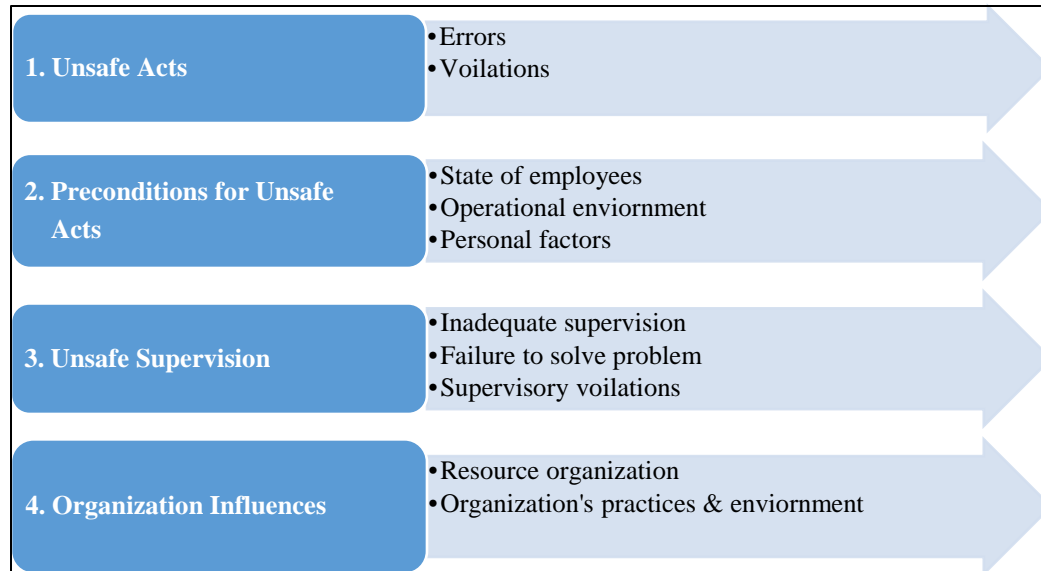 1. Unsafe Acts
•Errors
•Voilations
2. Preconditions for Unsafe
Acts
•State of employees
•Operational enviornment
•Personal factors
3. Unsafe Supervision
•Inadequate supervision
•Failure to solve problem
•Supervisory voilations
4. Organization Influences
•Resource organization
•Organization's practices & enviornment